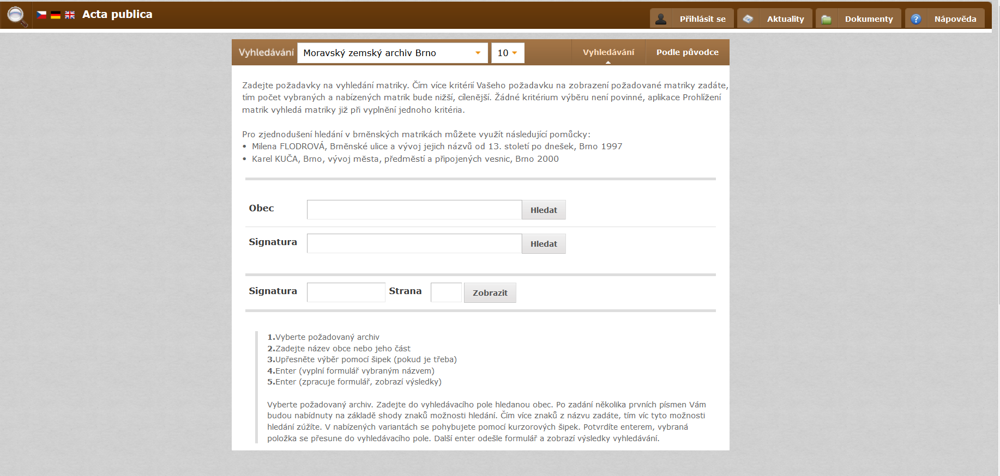 Acta publica
Přihlásit se
Aktuality
Dokumenty
Nápověda
Vyhledávání
Moravský zemský archiv Brno
10
Vyhledávání
Podle původce
Zadejte požadavky na vyhledání matriky. Čím více kritérií Vašeho požadavku na zobrazení požadované matriky zadáte,
tím počet vybraných a nabízených matrik bude nižší, cílenější. Žádné kritérium výběru není povinné, aplikace Prohlížení
matrik vyhledá matriky již při vyplnění jednoho kritéria.
Pro zjednodušení hledání v brněnských matrikách můžete využít následující pomůcky:
• Milena FLODROVÁ, Brněnské ulice a vývoj jejich názvů od 13. století po dnešek, Brno 1997
• Karel KUČA, Brno, vývoj města, předměstí a připojených vesnic, Brno 2000
Obec
Hledat
Signatura
Hledat
Signatura
Strana
Zobrazit
1.Vyberte požadovaný archiv
2.Zadejte název obce nebo jeho část
3.Upřesněte výběr pomocí šipek (pokud je třeba)
4.Enter (vyplní formulář vybraným názvem)
5.Enter (zpracuje formulář, zobrazí výsledky)
Vyberte požadovaný archiv. Zadejte do vyhledávacího pole hledanou obec. Po zadání několika prvních písmen Vám
budou nabídnuty na základě shody znaků možnosti hledání. Čím více znaků z názvu zadáte, tím víc tyto možnosti
hledání zúžíte. V nabízených variantách se pohybujete pomocí kurzorových šipek. Potvrdíte enterem, vybraná
položka se přesune do vyhledávacího pole. Další enter odešle formulář a zobrazí výsledky vyhledávání.